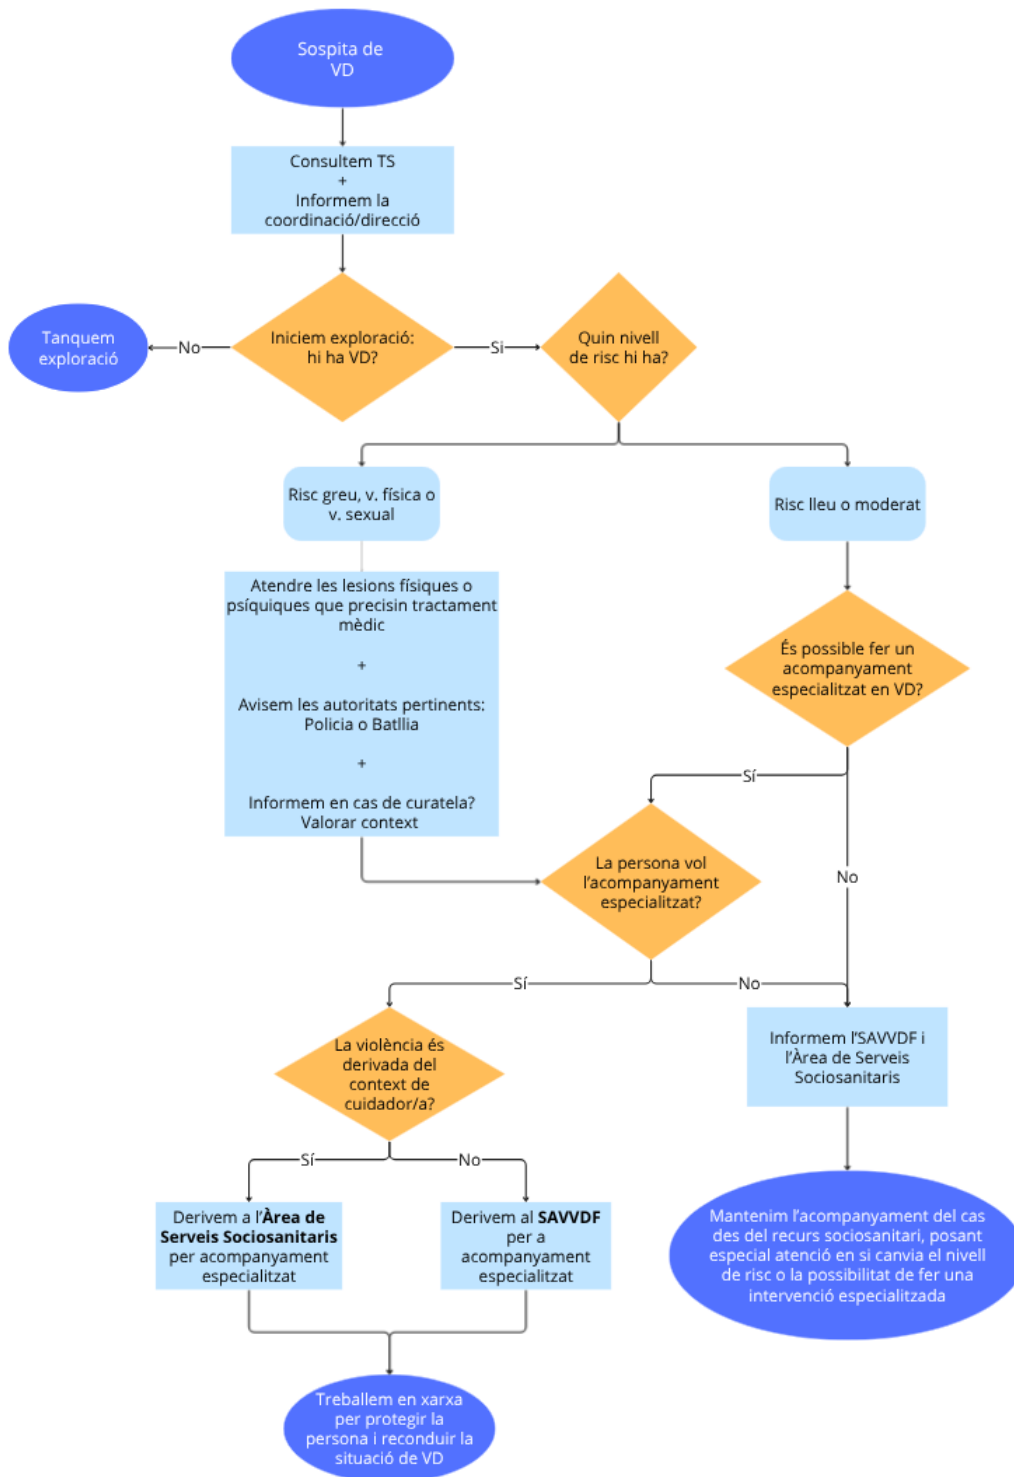 Sospita de
VD
Consultem TS
+
Informem la
coordinació/direcció
Iniciem exploració:
hi ha VD?
No
Tanquem
exploració
Si
Quin nivell
de risc hi ha?
Risc greu, v. física o
v. sexual
Risc lleu o moderat
Atendre les lesions físiques o
psíquiques que precisin tractament
mèdic
+
Avisem les autoritats pertinents:
Policia o Batllia
+
Informem en cas de curatela?
Valorar context
És possible fer un
acompanyament
especialitzat en VD?
Sí
No
La persona vol
l'acompanyament
especialitzat?
Sí
No
La violència és
derivada del
context de
cuidador/a?
Informem l'SAVVDF i
l'Àrea de Serveis
Sociosanitaris
Sí
No
Derivem a l'Àrea de
Serveis Sociosanitaris
per acompanyament
especialitzat
Derivem al SAVVDF
per a
acompanyament
especialitzat
Mantenim l'acompanyament del cas
des del recurs sociosanitari, posant
especial atenció en si canvia el nivell
de risc o la possibilitat de fer una
intervenció especialitzada
Treballem en xarxa
per protegir la
persona i reconduir la
situació de VD